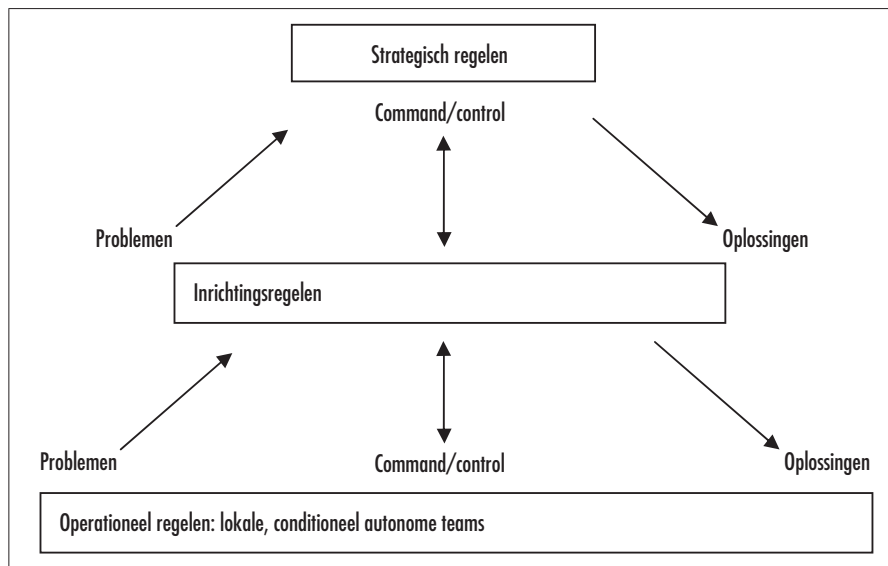 Strategisch regelen
Command/control
Problemen
Oplossingen
Inrichtingsregelen
Problemen
Command/control
Oplossingen
Operationeel regelen: lokale, conditioneel autonome teams